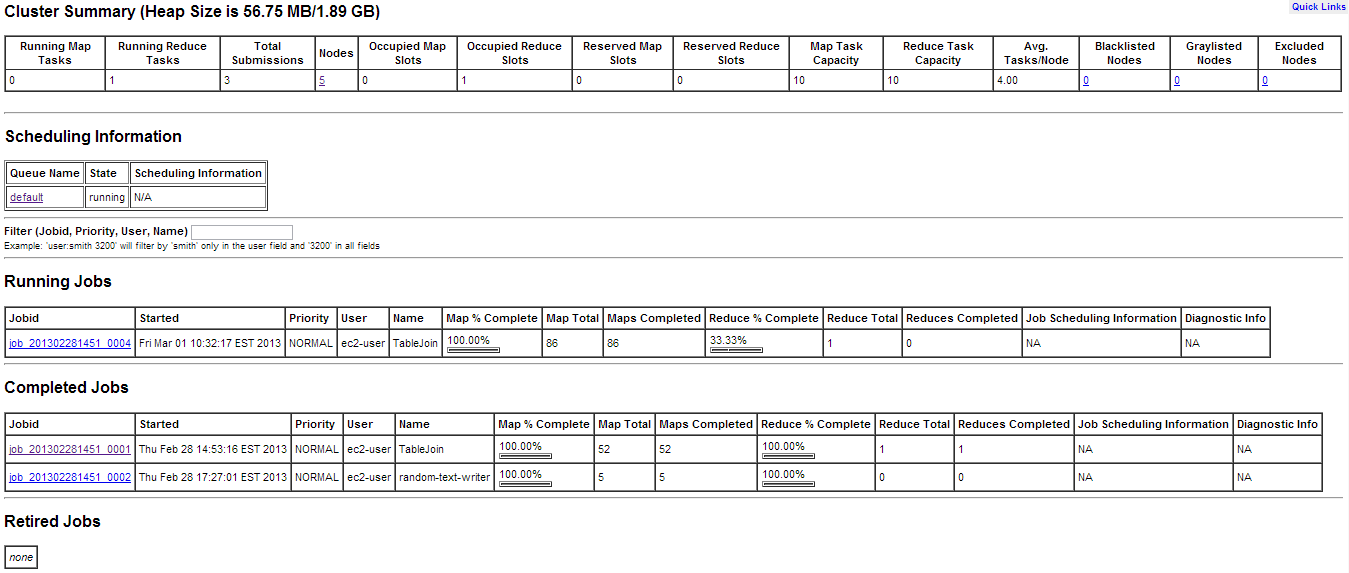 Quick Links
Cluster Summary (Heap Size is 56.75 MB/1.89 GB)
Running Map Tasks Running Reduce Tasks Total Submissions Nodes Occupied Map Slots Occupied Reduce Slots Reserved Map Slots Reserved Reduce Slots Map Task Capacity Reduce Task Capacity Avg. Tasks/Node Blacklisted Nodes Graylisted Nodes Excluded Nodes
0 1 3 5 0 1 0 0 10 10 4.00 0 0 0
Scheduling Information
Queue Name State Scheduling Information
default running N/A
Filter (Jobid, Priority, User, Name)
Example: 'user:smith 3200' will filter by 'smith' only in the user field and '3200' in all fields
Running Jobs
Jobid Started Priority User Name Map % Complete Map Total Maps Completed Reduce % Complete Reduce Total Reduces Completed Job Scheduling Information Diagnostic Info
job_201302281451_0004 Fri Mar 01 10:32:17 EST 2013 NORMAL ec2-user TableJoin 100.00% 86 86 33.33% 1 0 NA NA
Completed Jobs
Jobid Started Priority User Name Map % Complete Map Total Maps Completed Reduce % Complete Reduce Total Reduces Completed Job Scheduling Information Diagnostic Info
job_201302281451_0001 Thu Feb 28 14:53:16 EST 2013 NORMAL ec2-user TableJoin 100.00% 52 52 100.00% 1 1 NA NA
job_201302281451_0002 Thu Feb 28 17:27:01 EST 2013 NORMAL ec2-user random-text-writer 100.00% 5 5 100.00% 0 0 NA NA
Retired Jobs
none